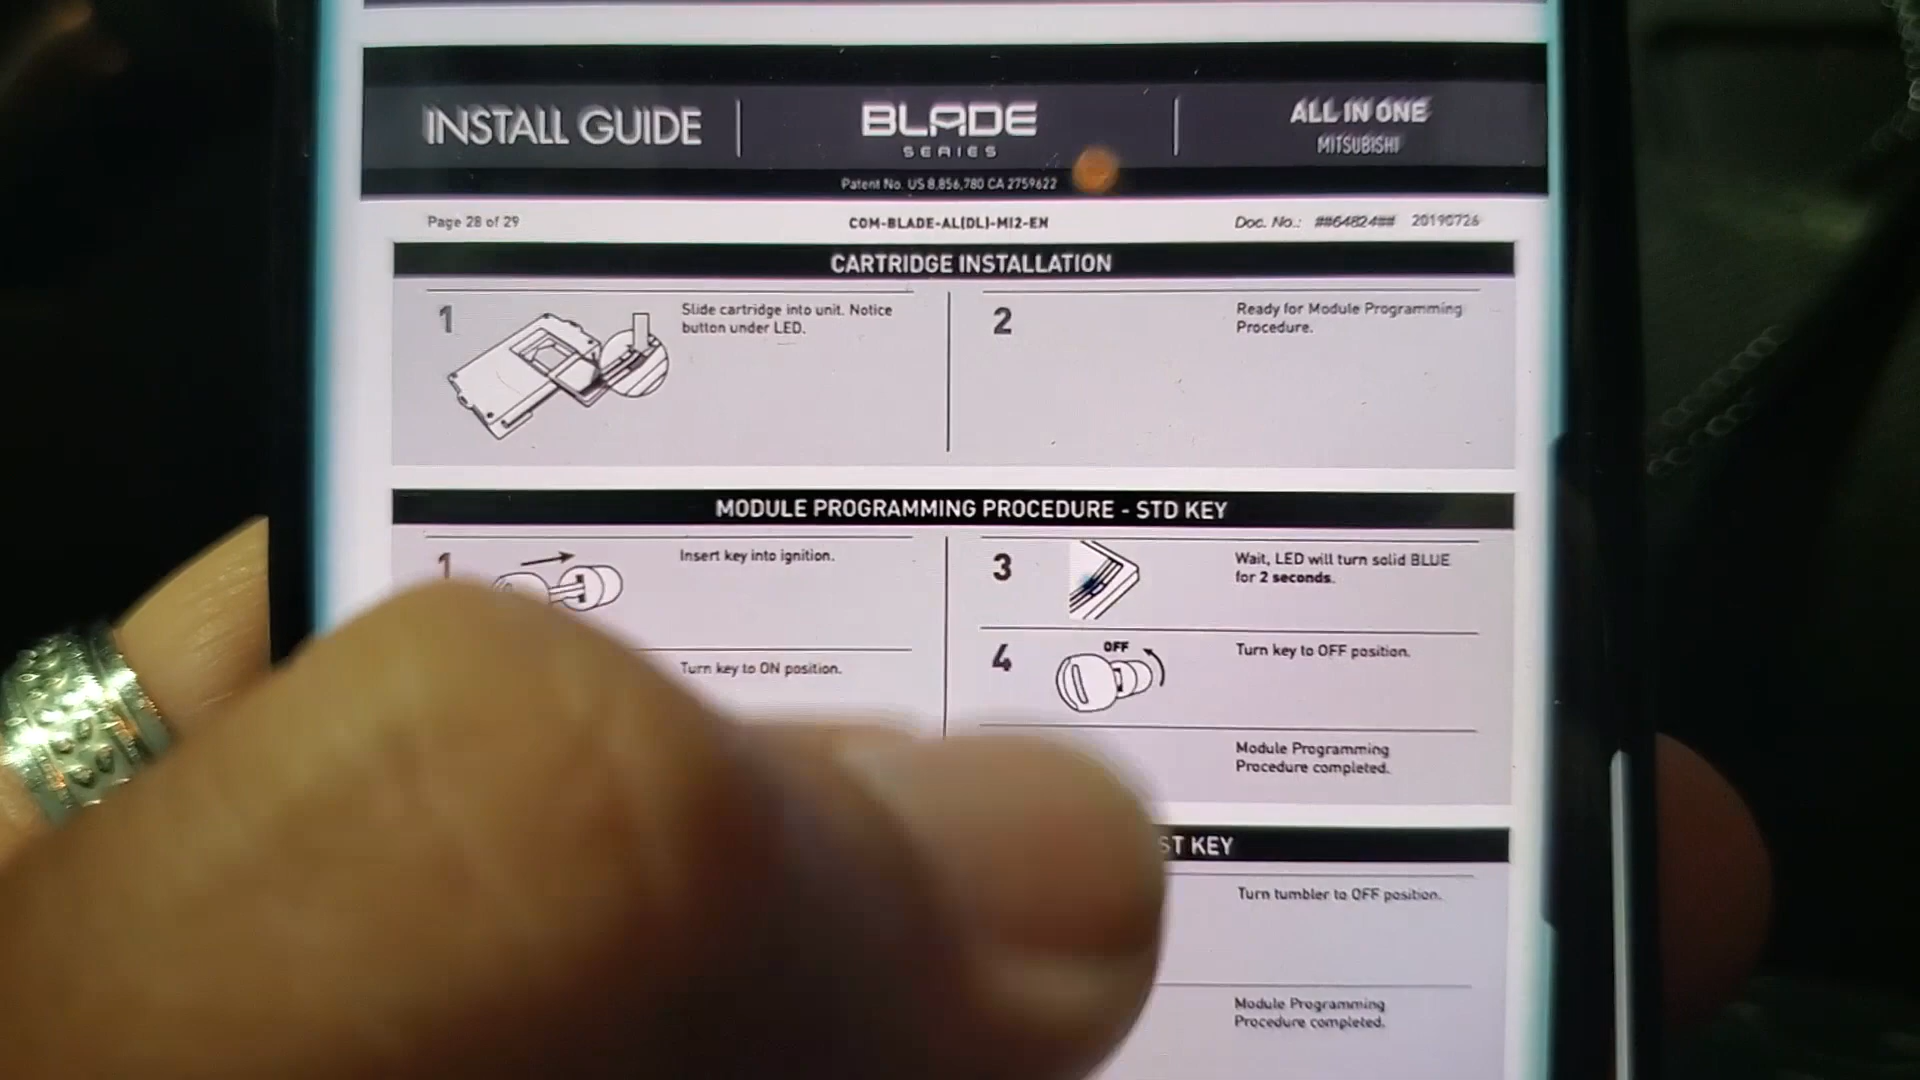 INSTALL GUIDE
BLADE
SERIES
ALL IN ONE
MITSUBISHI
Patent No. US 8,856,780 CA 2759622
Page 28 of 29
COM-BLADE-AL(DL)-MI2-EN
Doc. No.: ##64824## 20190726
CARTRIDGE INSTALLATION
1
Slide cartridge into unit. Notice
button under LED.
2
Ready for Module Programming
Procedure.
MODULE PROGRAMMING PROCEDURE - STD KEY
1
Insert key into ignition.
Turn key to ON position.
3
Wait, LED will turn solid BLUE
for 2 seconds.
4
OFF
Turn key to OFF position.
Module Programming
Procedure completed.
KEY
Turn tumbler to OFF position.
Module Programming
Procedure completed.